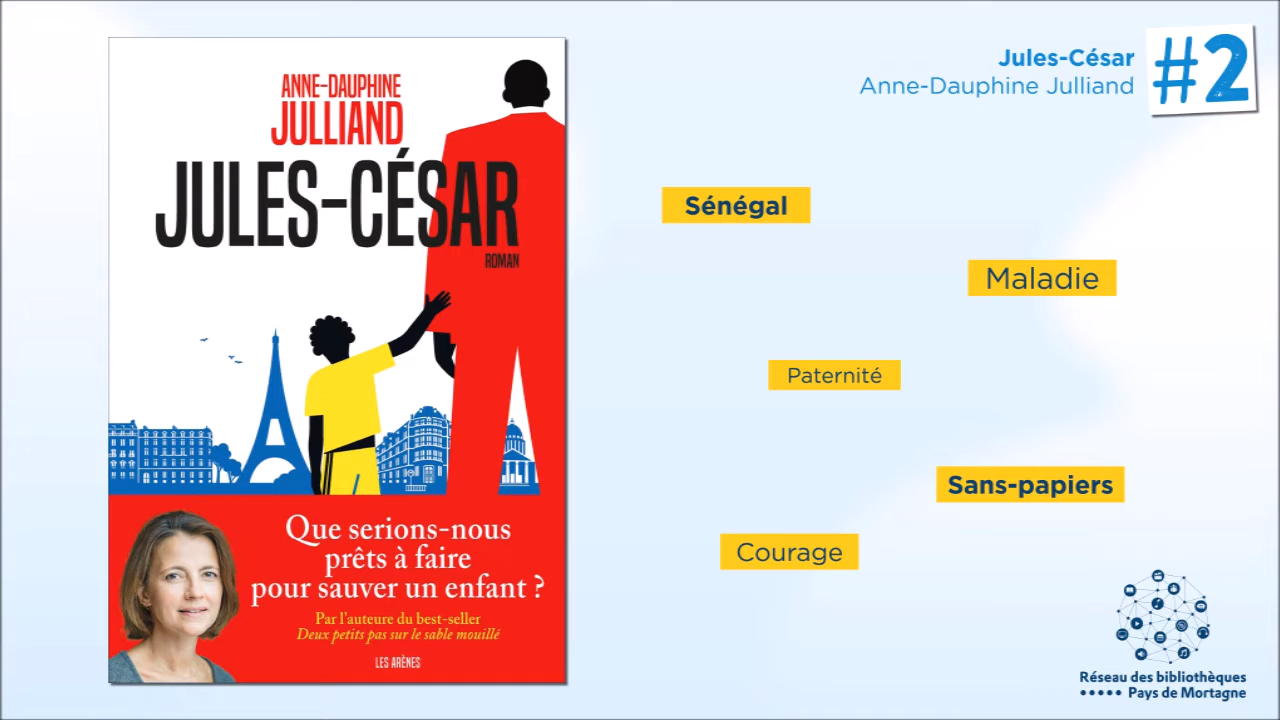 ANNE-DAUPHINE
JULLIAND
JULES-CÉSAR
ROMAN
Que serions-nous
prêts à faire
pour sauver un enfant ?
Par l'auteure du best-seller
Deux petits pas sur le sable mouillé
LES ARÈNES
Jules-César
Anne-Dauphine Julliand
#2
Sénégal
Maladie
Paternité
Sans-papiers
Courage
Réseau des bibliothèques
Pays de Mortagne